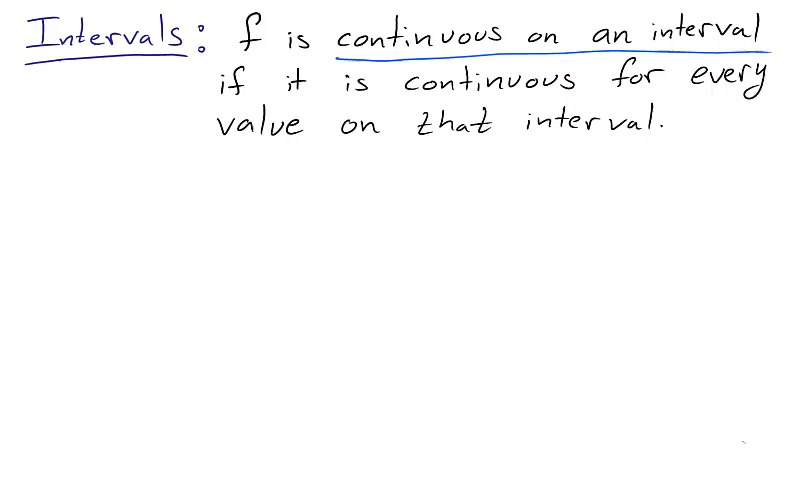 Intervals: f is continuous on an interval
if it is continuous for every
value on that interval.